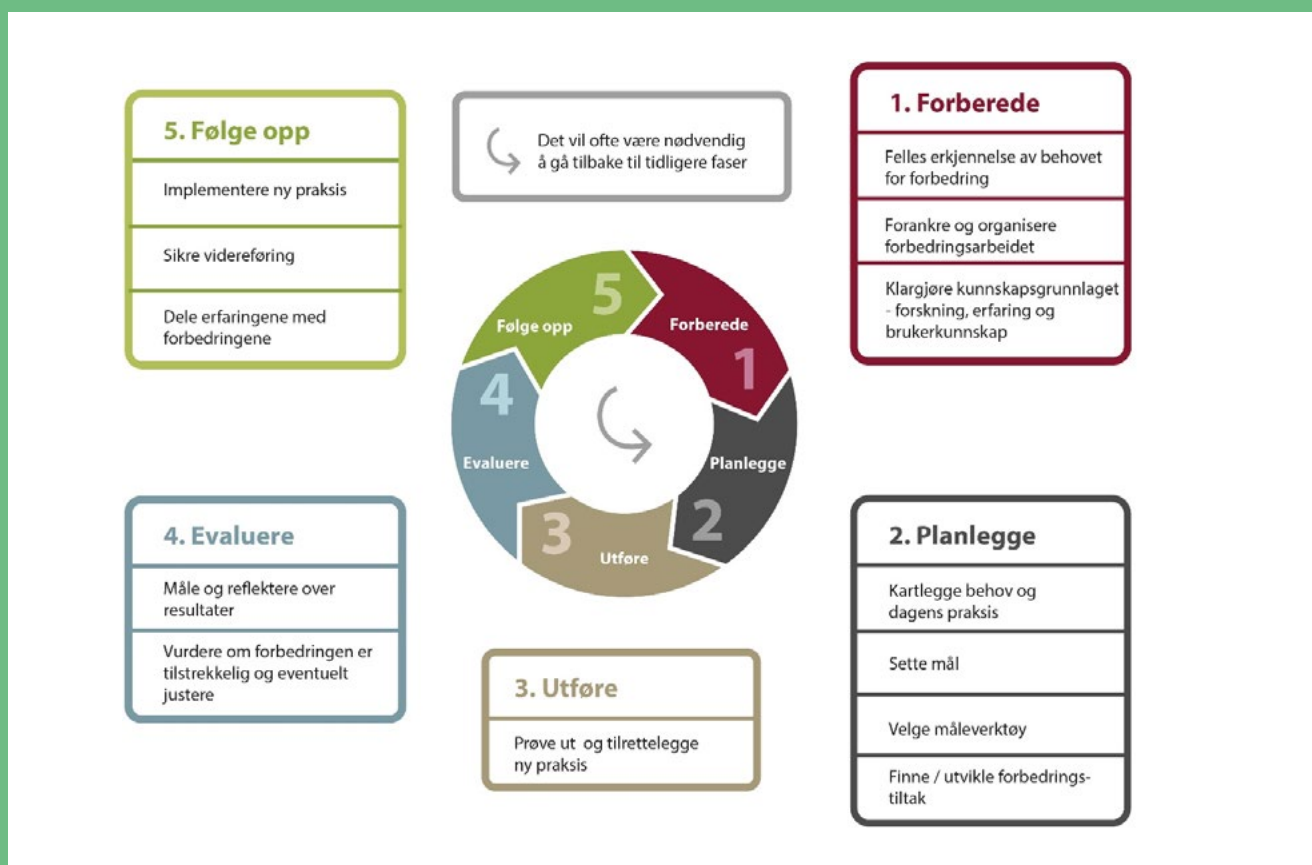 5. Følge opp
Implementere ny praksis
Sikre videreføring
Dele erfaringene med
forbedringene
Det vil ofte være nødvendig
å gå tilbake til tidligere faser
1. Forberede
Felles erkjennelse av behovet
for forbedring
Forankre og organisere
forbedringsarbeidet
Klargjøre kunnskapsgrunnlaget
- forskning, erfaring og
brukerkunnskap
5
Følge opp
Forberede
1
4
Evaluere
Planlegge
2
3
Utføre
4. Evaluere
Måle og reflektere over
resultater
Vurdere om forbedringen er
tilstrekkelig og eventuelt
justere
3. Utføre
Prøve ut og tilrettelegge
ny praksis
2. Planlegge
Kartlegge behov og
dagens praksis
Sette mål
Velge måleverktøy
Finne / utvikle forbedrings-
tiltak